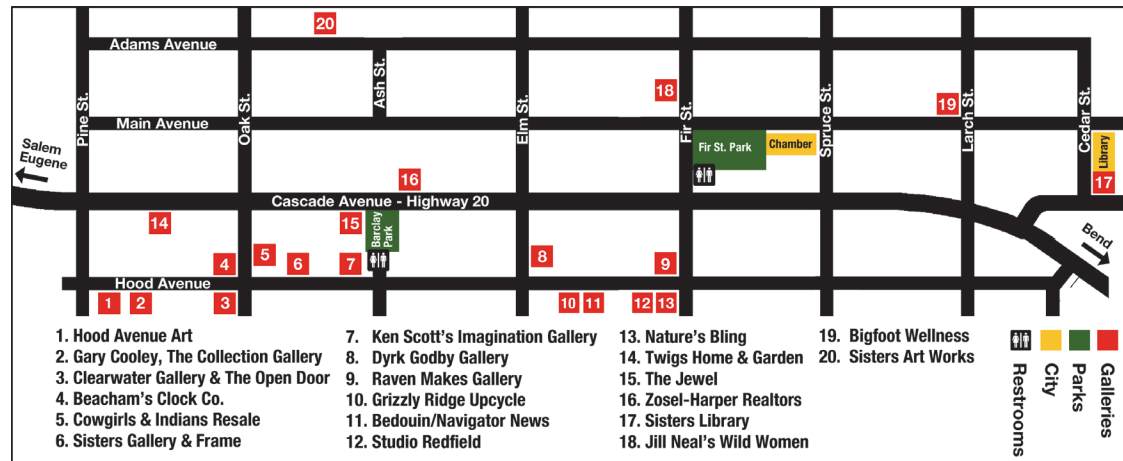 20
Adams Avenue
Pine St.
Oak St.
Ash St.
Elm St.
Fir St.
Spruce St.
Larch St.
Cedar St.
18
19
Main Avenue
Salem
Eugene
Fir St. Park
Chamber
Library
16
17
Cascade Avenue - Highway 20
14
15
Barclay
Park
Bend
4
5
6
7
8
9
Hood Avenue
1
2
3
10
11
12
13
1. Hood Avenue Art
2. Gary Cooley, The Collection Gallery
3. Clearwater Gallery & The Open Door
4. Beacham's Clock Co.
5. Cowgirls & Indians Resale
6. Sisters Gallery & Frame
7. Ken Scott's Imagination Gallery
8. Dyrk Godby Gallery
9. Raven Makes Gallery
10. Grizzly Ridge Upcycle
11. Bedouin/Navigator News
12. Studio Redfield
13. Nature's Bling
14. Twigs Home & Garden
15. The Jewel
16. Zosel-Harper Realtors
17. Sisters Library
18. Jill Neal's Wild Women
19. Bigfoot Wellness
20. Sisters Art Works
Galleries
Parks
City
Restrooms